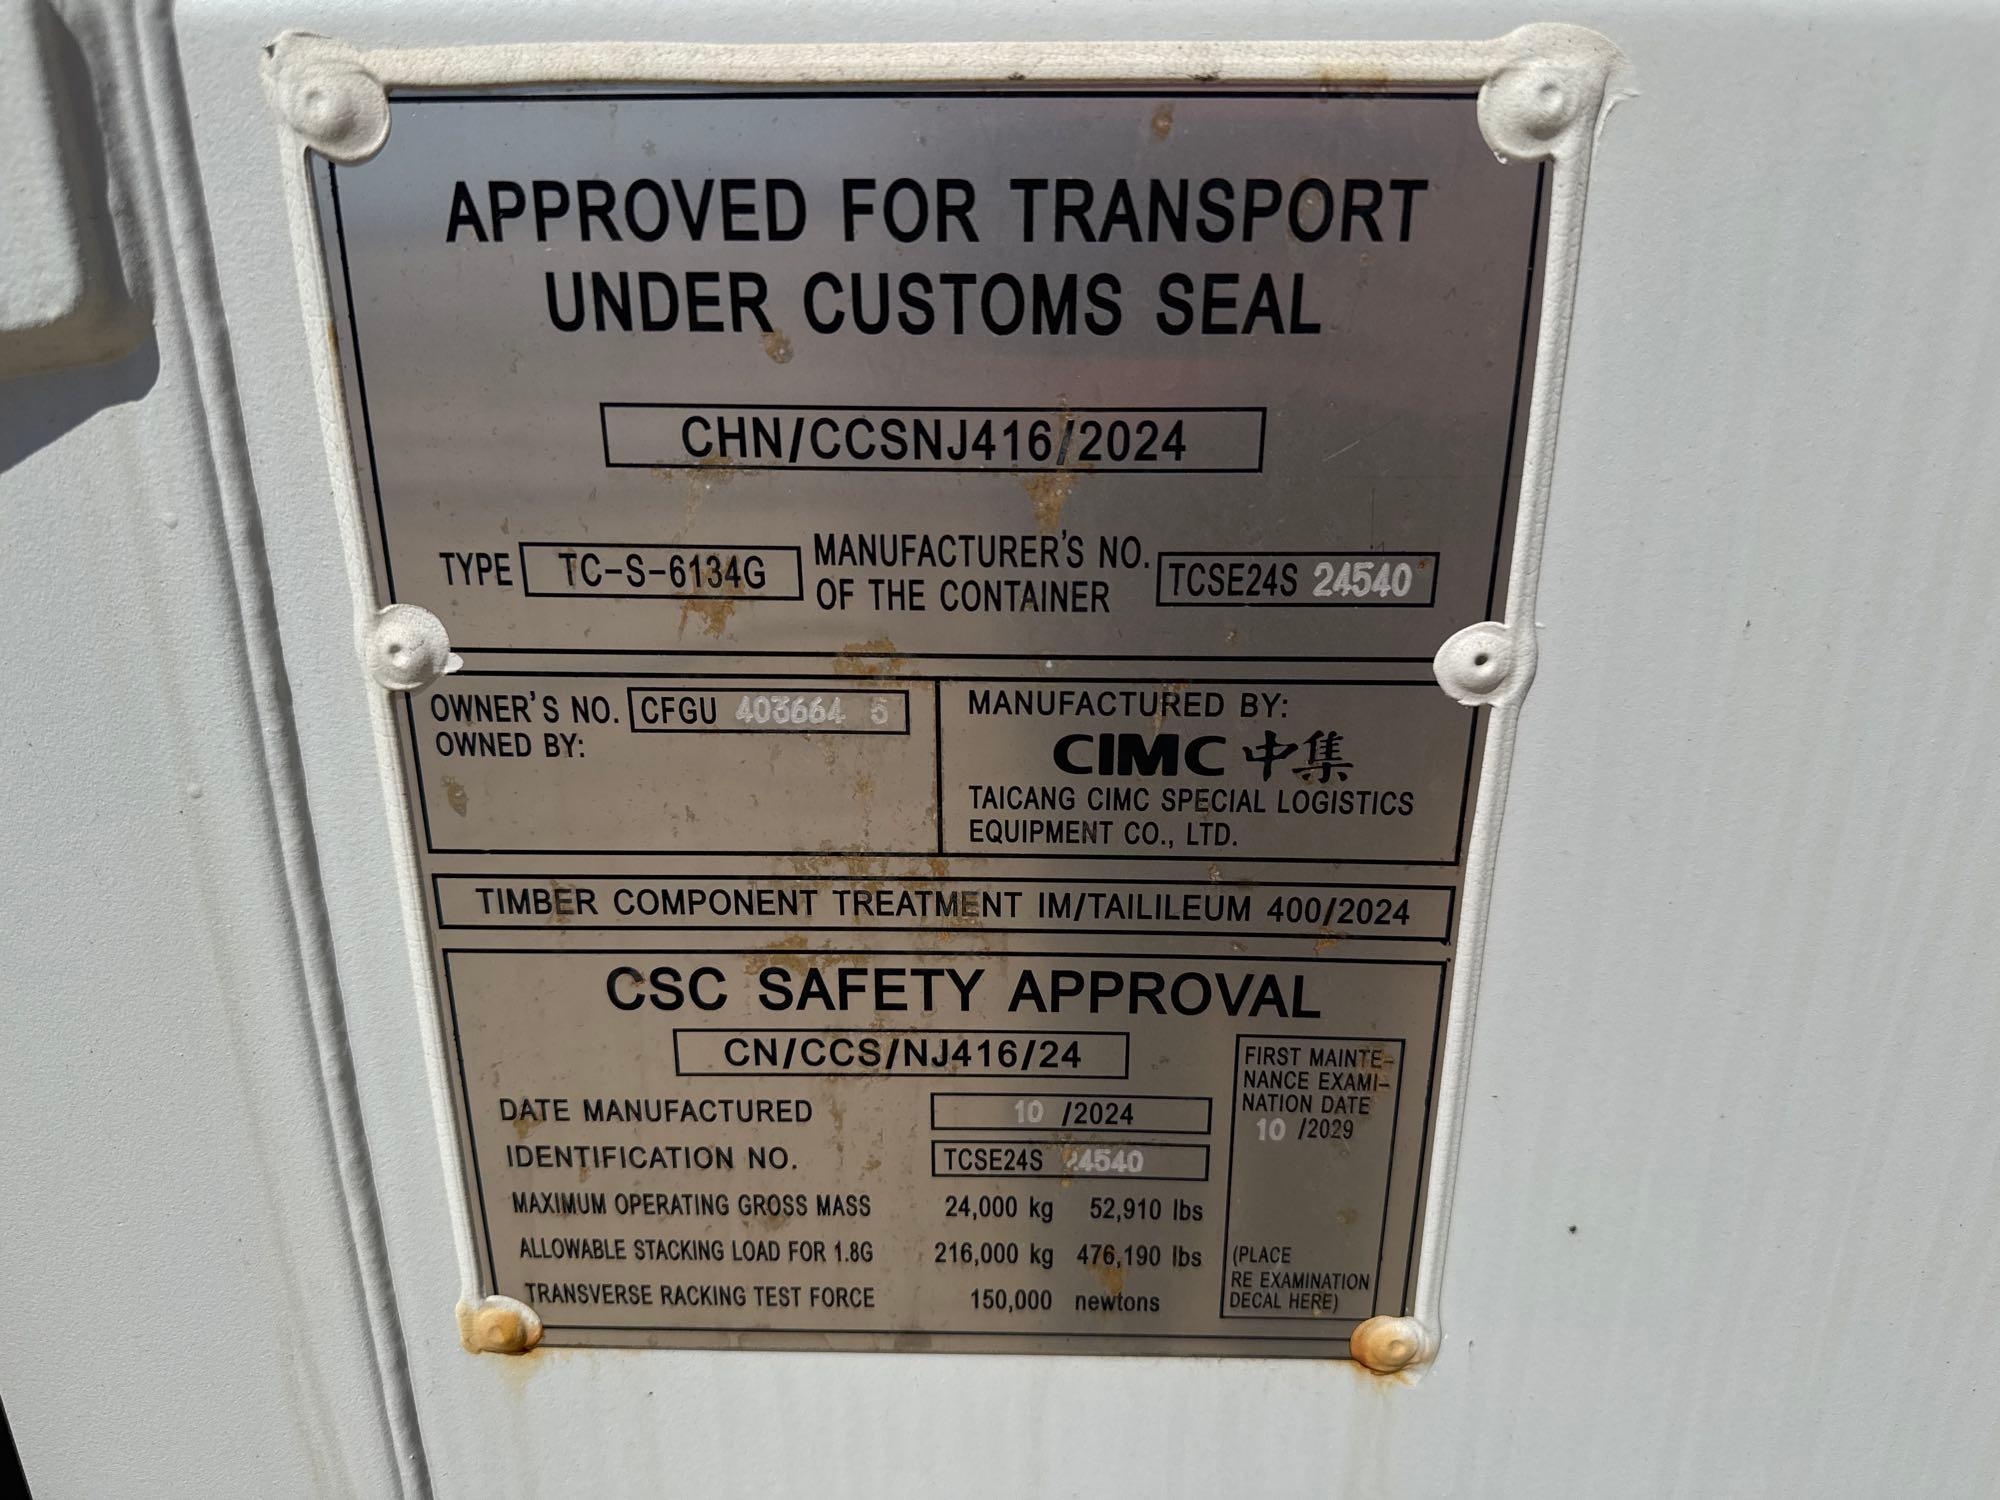 APPROVED FOR TRANSPORT
UNDER CUSTOMS SEAL
CHN/CCSNJ416/2024
TYPE TC-S-6134G MANUFACTURER'S NO. OF THE CONTAINER TCSE24S 24540
OWNER'S NO. CFGU 403664 5
OWNED BY:
MANUFACTURED BY:
CIMC 中集
TAICANG CIMC SPECIAL LOGISTICS
EQUIPMENT CO., LTD.
TIMBER COMPONENT TREATMENT IM/TAILILEUM 400/2024
CSC SAFETY APPROVAL
CN/CCS/NJ416/24
DATE MANUFACTURED 10 /2024
IDENTIFICATION NO. TCSE24S 24540
MAXIMUM OPERATING GROSS MASS 24,000 kg 52,910 lbs
ALLOWABLE STACKING LOAD FOR 1.8G 216,000 kg 476,190 lbs
TRANSVERSE RACKING TEST FORCE 150,000 newtons
FIRST MAINTE-
NANCE EXAMI-
NATION DATE
10 /2029
(PLACE
RE EXAMINATION
DECAL HERE)